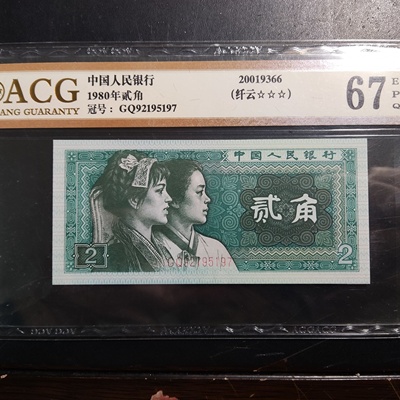 ACG
ANG GUARANTY
中国人民银行
1980年贰角
冠号：GQ92195197
20019366
(纤云☆☆☆)
67
E
P
Q
中国人民银行
贰角
2
2
GQ92195197